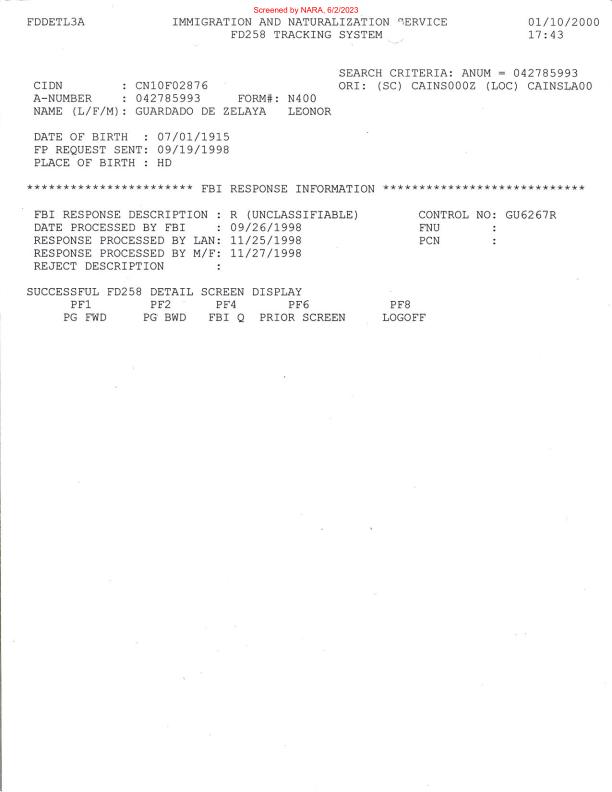 Screened by NARA, 6/2/2023
FDDETL3A IMMIGRATION AND NATURALIZATION SERVICE 01/10/2000
FD258 TRACKING SYSTEM 17:43
SEARCH CRITERIA: ANUM = 042785993
CIDN : CN10F02876 ORI: (SC) CAINS000Z (LOC) CAINSLA00
A-NUMBER : 042785993 FORM#: N400
NAME (L/F/M): GUARDADO DE ZELAYA LEONOR
DATE OF BIRTH : 07/01/1915
FP REQUEST SENT: 09/19/1998
PLACE OF BIRTH : HD
*********************** FBI RESPONSE INFORMATION ****************************
FBI RESPONSE DESCRIPTION : R (UNCLASSIFIABLE) CONTROL NO: GU6267R
DATE PROCESSED BY FBI : 09/26/1998 FNU :
RESPONSE PROCESSED BY LAN: 11/25/1998 PCN :
RESPONSE PROCESSED BY M/F: 11/27/1998
REJECT DESCRIPTION :
SUCCESSFUL FD258 DETAIL SCREEN DISPLAY
PF1 PF2 PF4 PF6 PF8
PG FWD PG BWD FBI Q PRIOR SCREEN LOGOFF